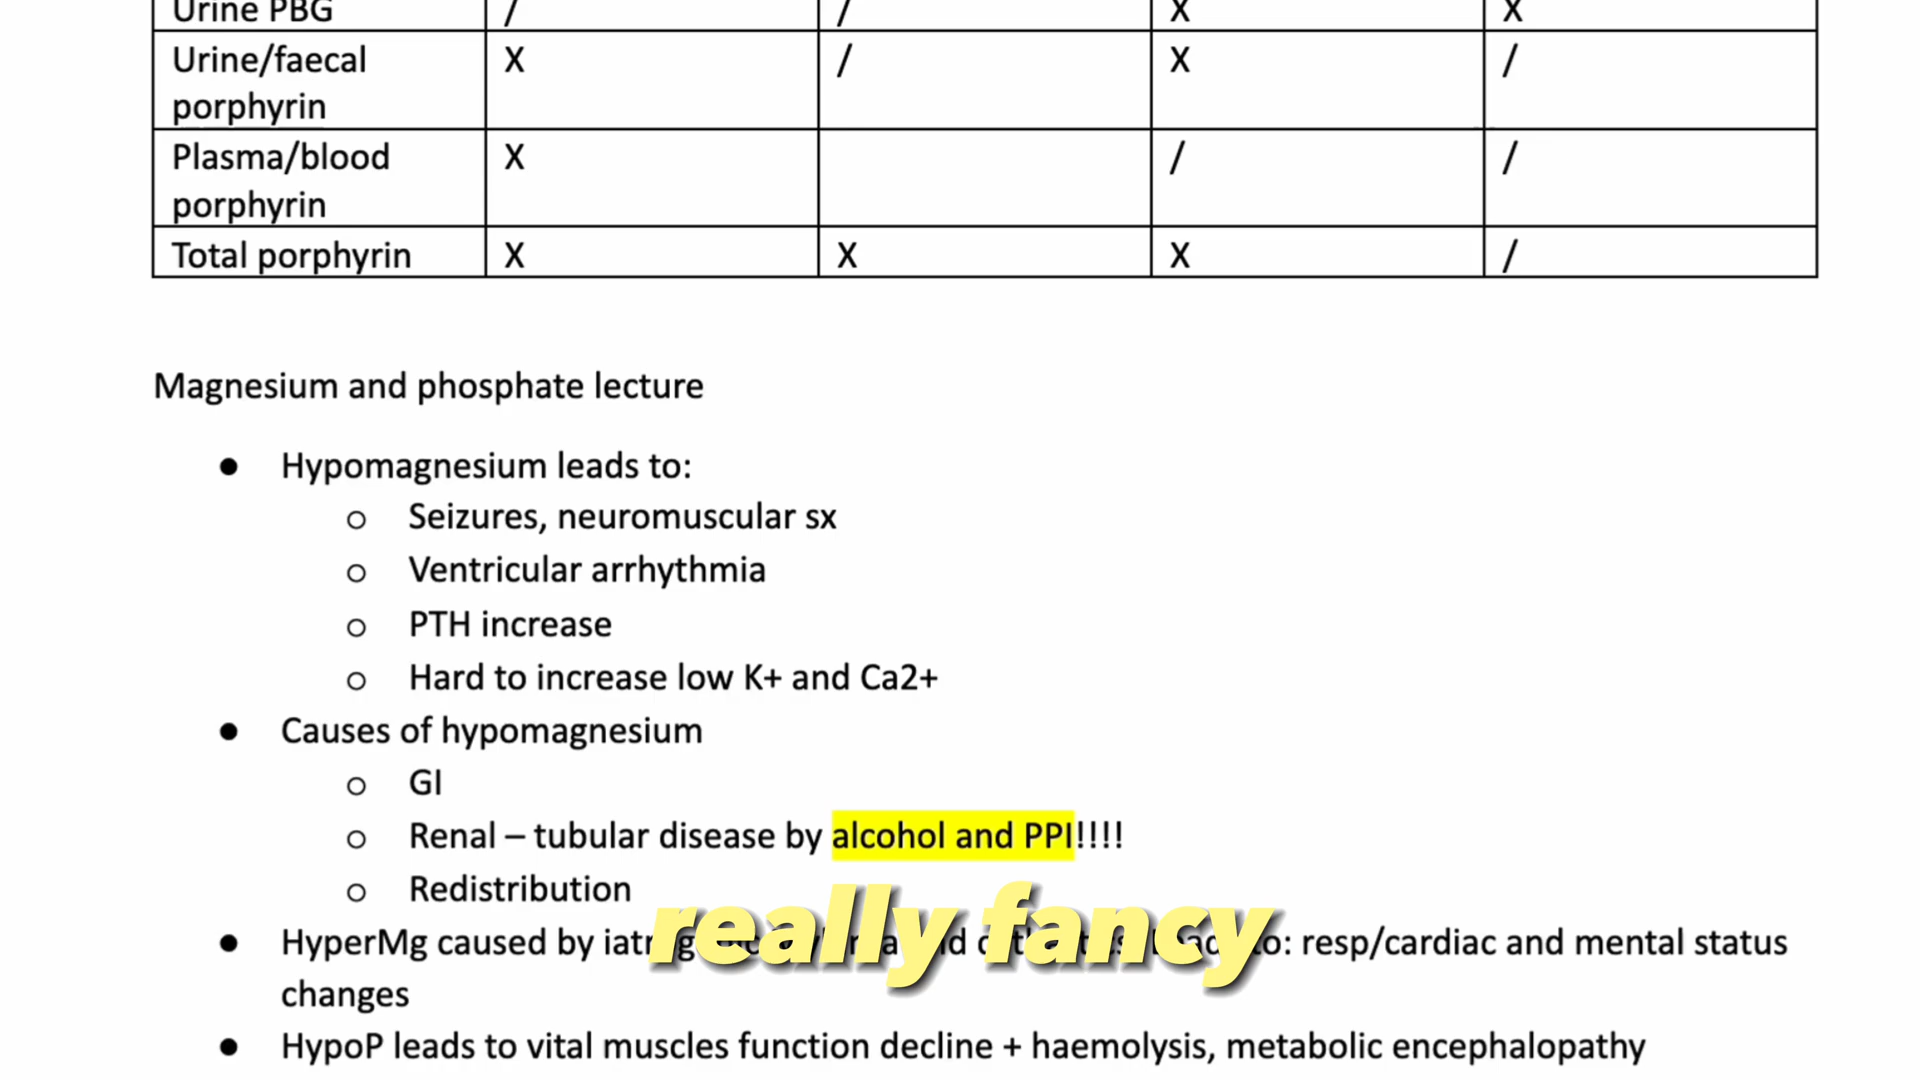 Urine PBG / / X X
Urine/faecal X / X /
porphyrin
Plasma/blood X / /
porphyrin
Total porphyrin X X X /
Magnesium and phosphate lecture
● Hypomagnesium leads to:
o Seizures, neuromuscular sx
o Ventricular arrhythmia
o PTH increase
o Hard to increase low K+ and Ca2+
● Causes of hypomagnesium
o GI
o Renal – tubular disease by alcohol and PPI!!!!
o Redistribution
really fancy
● HyperMg caused by to: resp/cardiac and mental status
changes
● HypoP leads to vital muscles function decline + haemolysis, metabolic encephalopathy